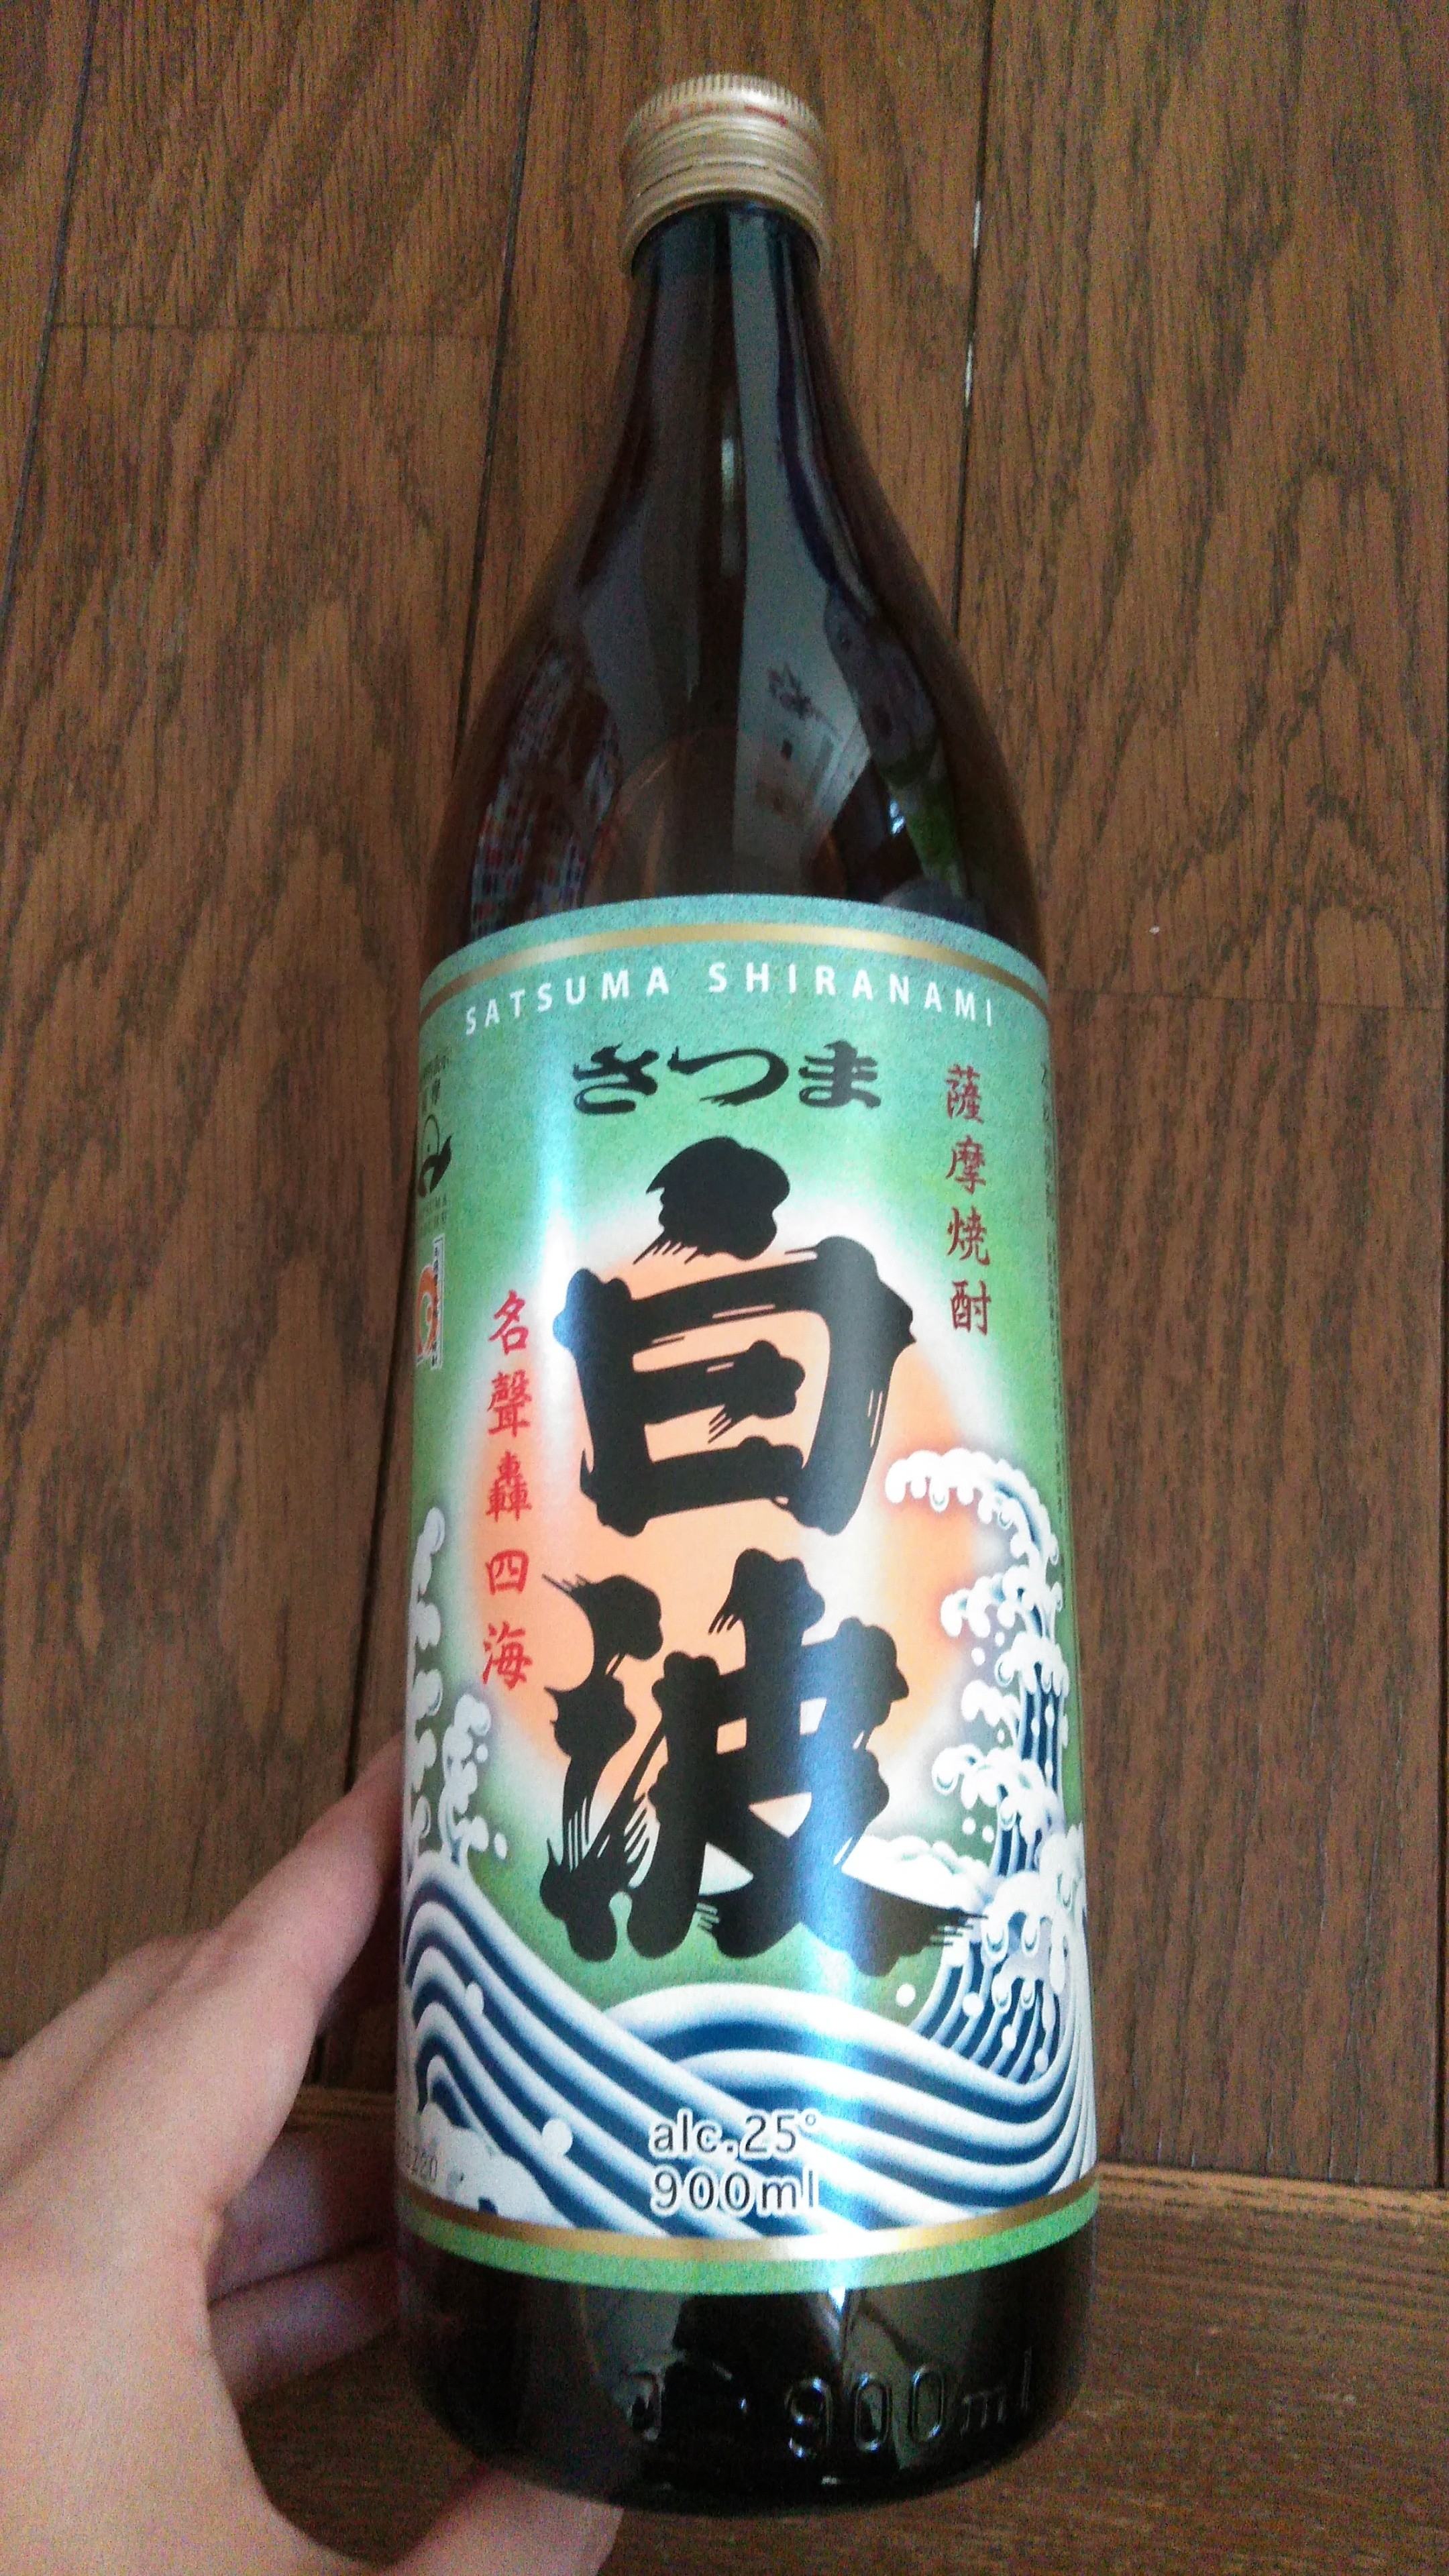 SATSUMA SHIRANAMI
さつま
薩摩焼酎
白波
名聲轟四海
alc.25°
900ml
900ml